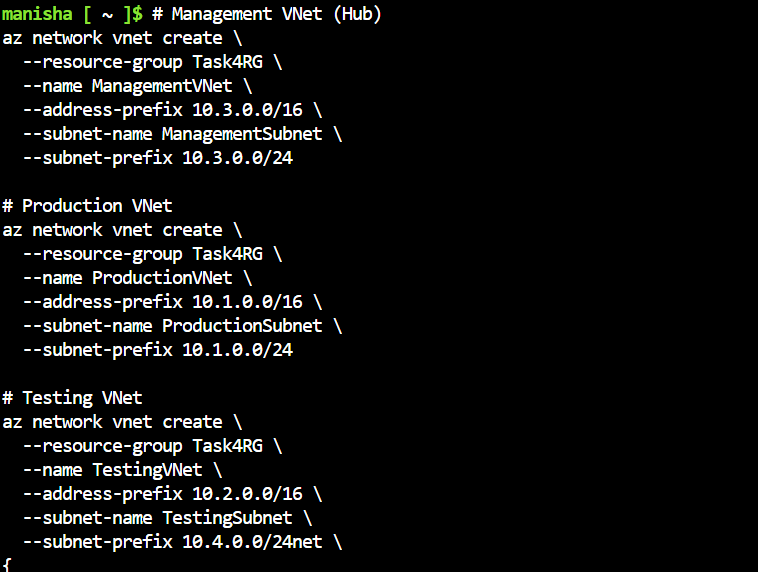 manisha [ ~ ]$ # Management VNet (Hub)
az network vnet create \
  --resource-group Task4RG \
  --name ManagementVNet \
  --address-prefix 10.3.0.0/16 \
  --subnet-name ManagementSubnet \
  --subnet-prefix 10.3.0.0/24

# Production VNet
az network vnet create \
  --resource-group Task4RG \
  --name ProductionVNet \
  --address-prefix 10.1.0.0/16 \
  --subnet-name ProductionSubnet \
  --subnet-prefix 10.1.0.0/24

# Testing VNet
az network vnet create \
  --resource-group Task4RG \
  --name TestingVNet \
  --address-prefix 10.2.0.0/16 \
  --subnet-name TestingSubnet \
  --subnet-prefix 10.4.0.0/24net \
{